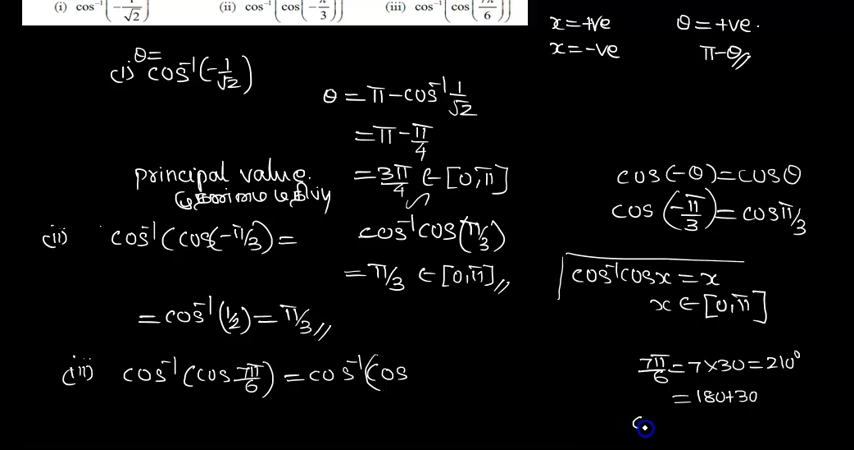 (i) cos⁻¹(-1/√2) (ii) cos⁻¹(cos(-π/3)) (iii) cos⁻¹(cos(7π/6))
x=+ve θ=+ve.
x=-ve π-θ//
θ=
(i) cos⁻¹(-1/√2)
θ = π - cos⁻¹ 1/√2
= π - π/4
principal value. = 3π/4 ∈ [0,π]
cos(-θ) = cosθ
cos(-π/3) = cosπ/3
(ii) cos⁻¹(cos(-π/3) = cos⁻¹cos(π/3)
= π/3 ∈ [0,π]//
cos⁻¹cosx = x
x ∈ [0,π]
= cos⁻¹(1/2) = π/3//
(iii) cos⁻¹(cos 7π/6) = cos⁻¹(cos
7π/6 = 7×30 = 210°
= 180+30